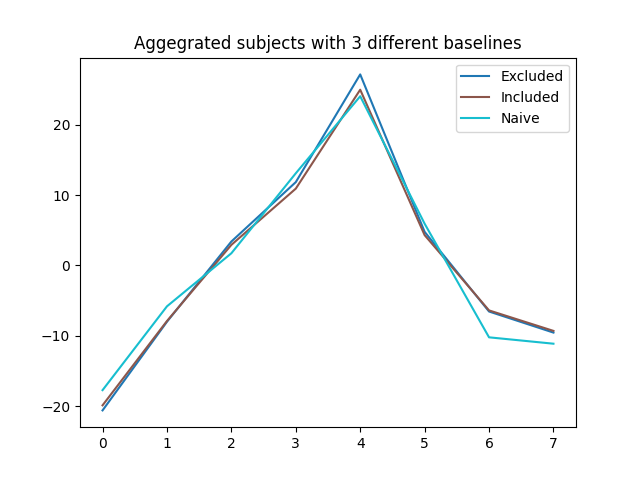 Aggegrated subjects with 3 different baselines
Excluded
Included
Naive
20
10
0
−10
−20
0 1 2 3 4 5 6 7